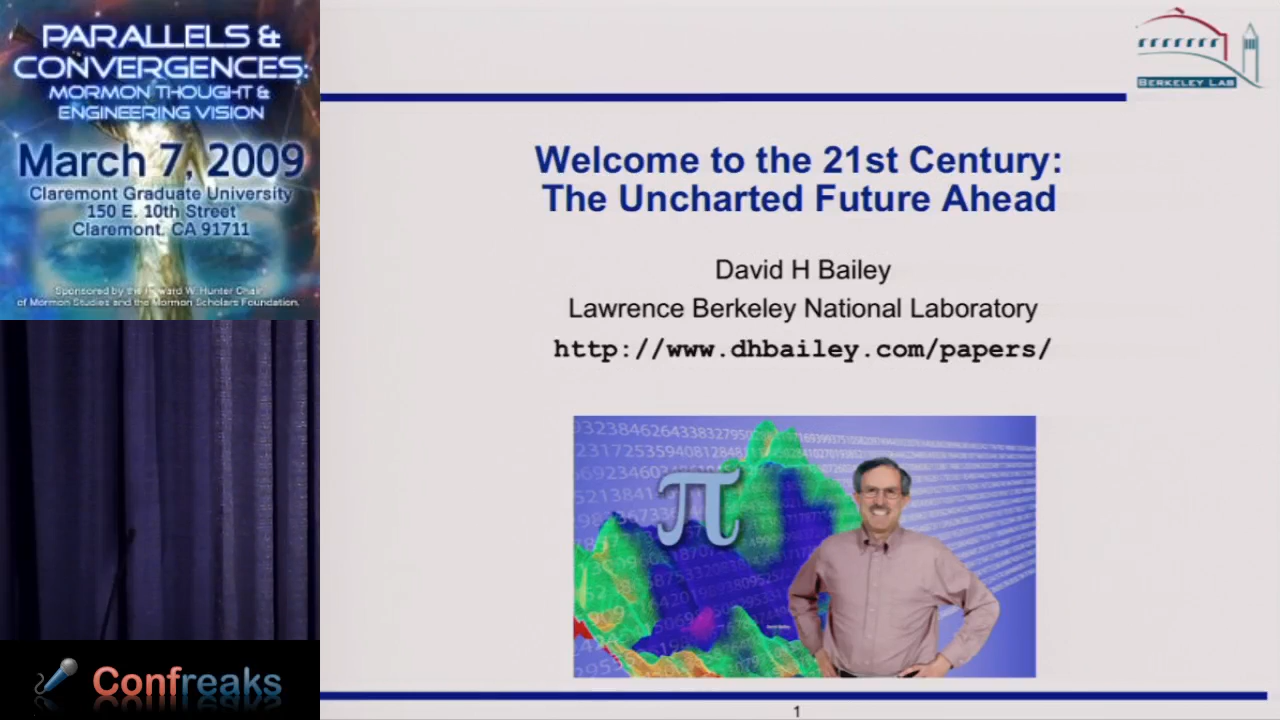 PARALLELS &
CONVERGENCES:
MORMON THOUGHT &
ENGINEERING VISION
March 7, 2009
Claremont Graduate University
150 E. 10th Street
Claremont, CA 91711
Sponsored by the Howard W. Hunter Chair
of Mormon Studies and the Mormon Scholars Foundation.
Confreaks
BERKELEY LAB
Welcome to the 21st Century:
The Uncharted Future Ahead
David H Bailey
Lawrence Berkeley National Laboratory
http://www.dhbailey.com/papers/
π
1